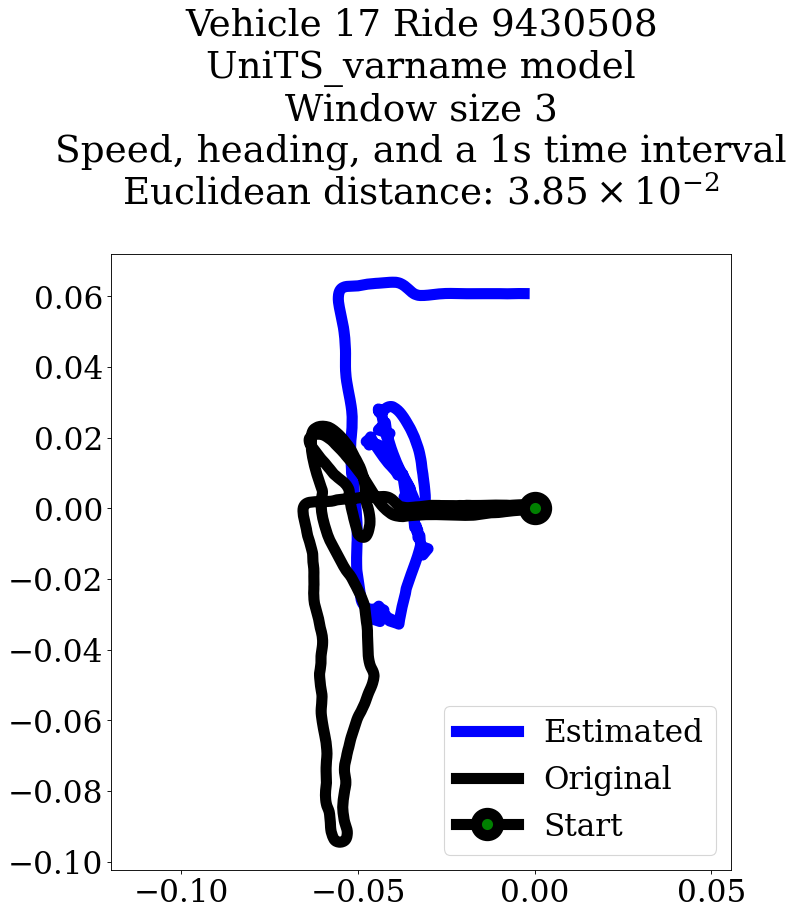 Vehicle 17 Ride 9430508
UniTS_varname model
Window size 3
Speed, heading, and a 1s time interval
Euclidean distance: 3.85 × 10⁻²
0.06
0.04
0.02
0.00
−0.02
−0.04
−0.06
−0.08
−0.10
Estimated
Original
Start
−0.10
−0.05
0.00
0.05